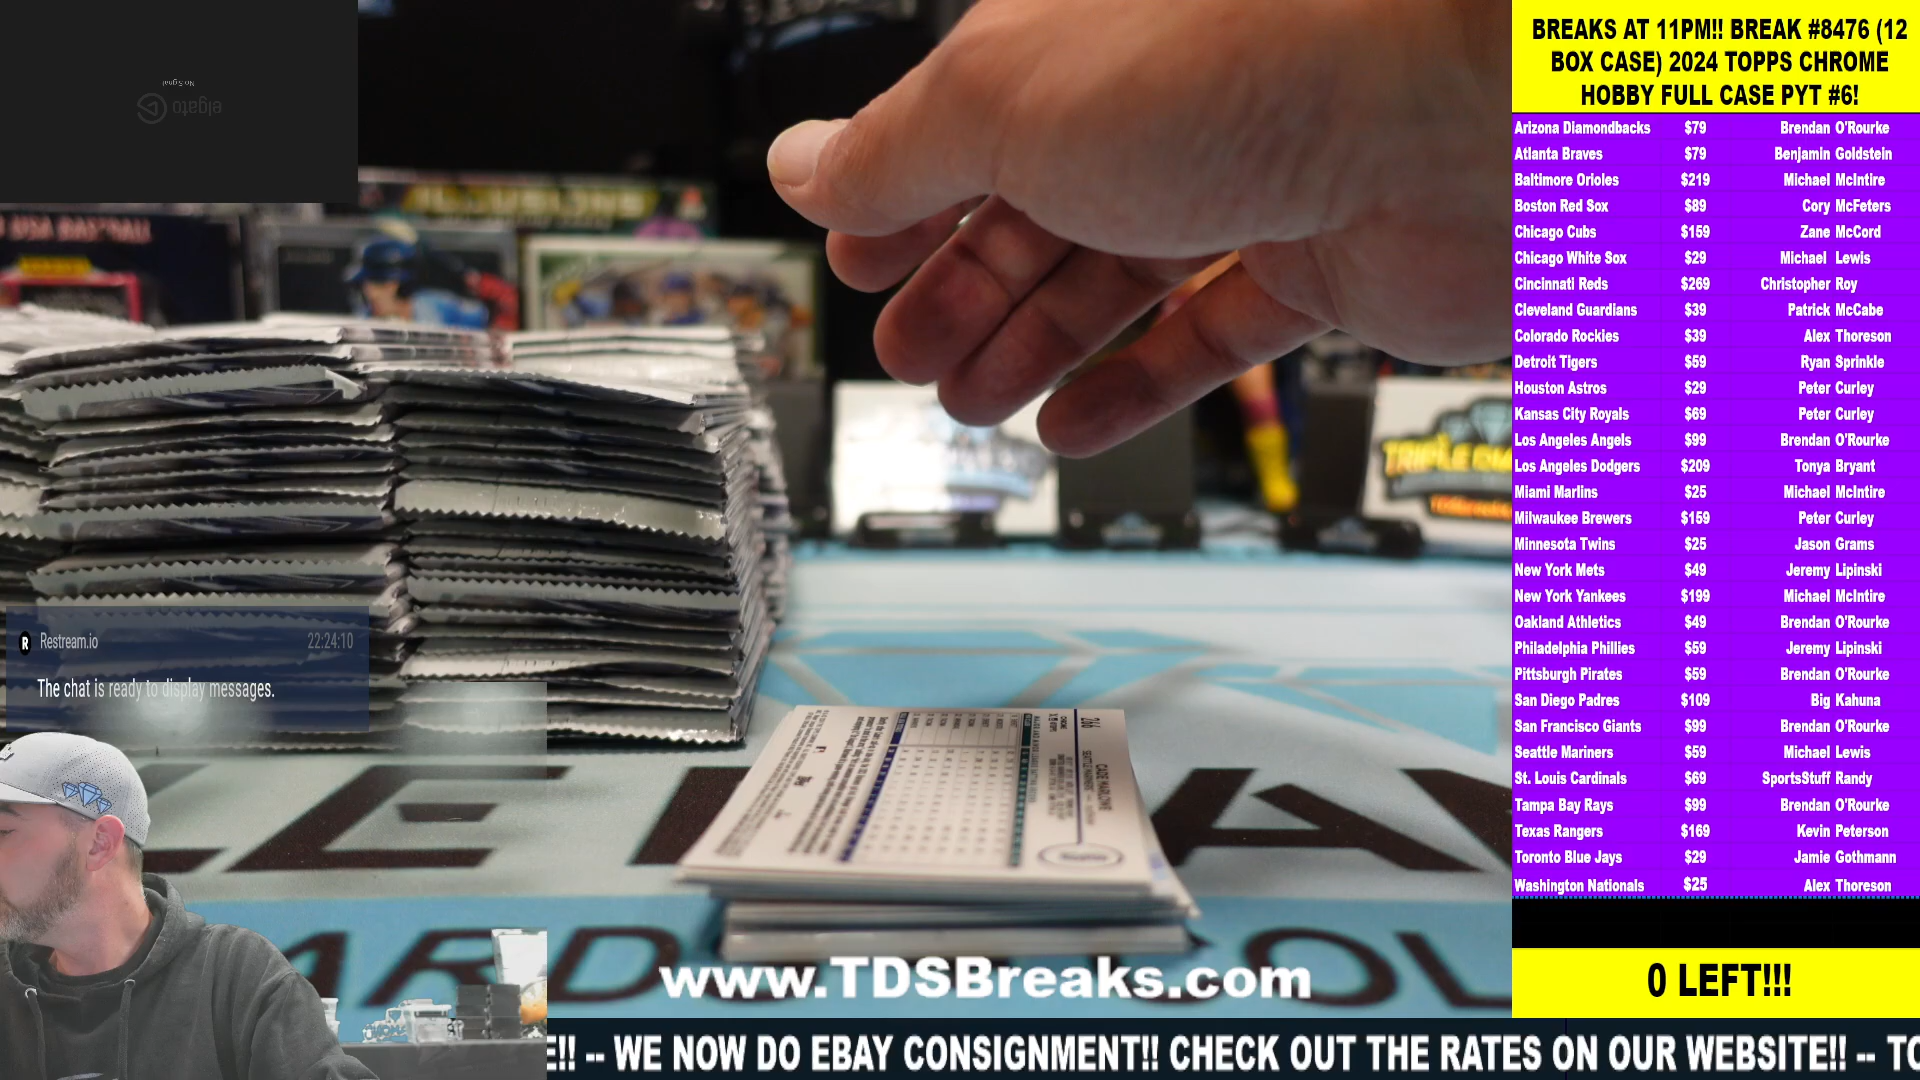 No Signal
elgato
ILLUSIONS
USA BASEBALL
Restream.io 22:24:10
The chat is ready to display messages.
TRIPLE
266
CADE MARLOWE
www.TDSBreaks.com
E!! -- WE NOW DO EBAY CONSIGNMENT!! CHECK OUT THE RATES ON OUR WEBSITE!! -- TO
BREAKS AT 11PM!! BREAK #8476 (12
BOX CASE) 2024 TOPPS CHROME
HOBBY FULL CASE PYT #6!
Arizona Diamondbacks $79 Brendan O'Rourke
Atlanta Braves $79 Benjamin Goldstein
Baltimore Orioles $219 Michael McIntire
Boston Red Sox $89 Cory McFeters
Chicago Cubs $159 Zane McCord
Chicago White Sox $29 Michael Lewis
Cincinnati Reds $269 Christopher Roy
Cleveland Guardians $39 Patrick McCabe
Colorado Rockies $39 Alex Thoreson
Detroit Tigers $59 Ryan Sprinkle
Houston Astros $29 Peter Curley
Kansas City Royals $69 Peter Curley
Los Angeles Angels $99 Brendan O'Rourke
Los Angeles Dodgers $209 Tonya Bryant
Miami Marlins $25 Michael McIntire
Milwaukee Brewers $159 Peter Curley
Minnesota Twins $25 Jason Grams
New York Mets $49 Jeremy Lipinski
New York Yankees $199 Michael McIntire
Oakland Athletics $49 Brendan O'Rourke
Philadelphia Phillies $59 Jeremy Lipinski
Pittsburgh Pirates $59 Brendan O'Rourke
San Diego Padres $109 Big Kahuna
San Francisco Giants $99 Brendan O'Rourke
Seattle Mariners $59 Michael Lewis
St. Louis Cardinals $69 SportsStuff Randy
Tampa Bay Rays $99 Brendan O'Rourke
Texas Rangers $169 Kevin Peterson
Toronto Blue Jays $29 Jamie Gothmann
Washington Nationals $25 Alex Thoreson
0 LEFT!!!